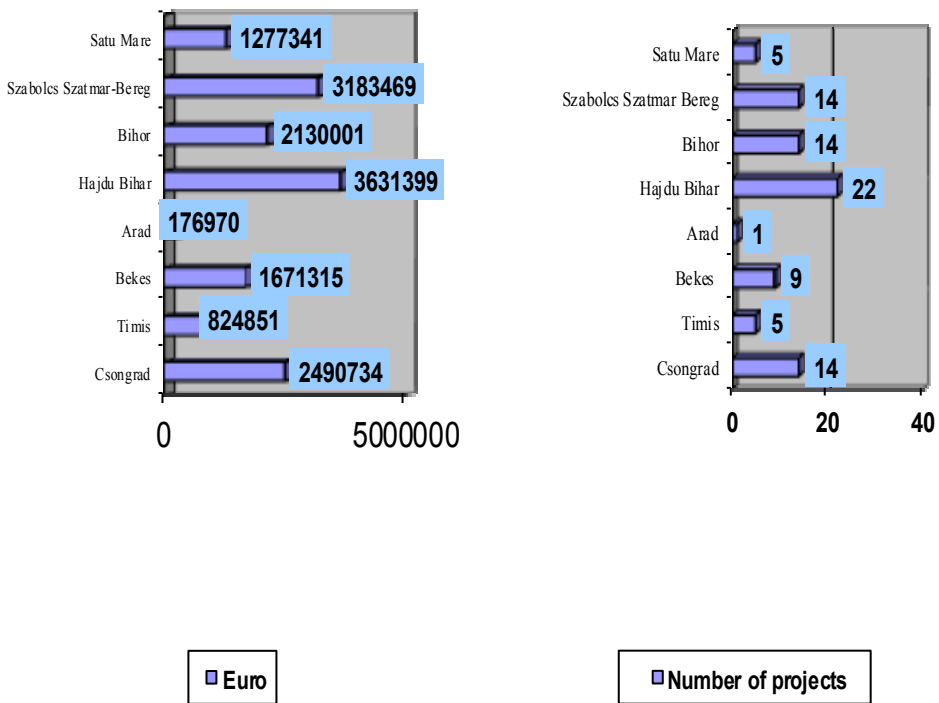 Satu Mare 1277341
Szabolcs Szatmar-Bereg 3183469
Bihor 2130001
Hajdu Bihar 3631399
Arad 176970
Bekes 1671315
Timis 824851
Csongrad 2490734
0 5000000
Euro
Satu Mare 5
Szabolcs Szatmar Bereg 14
Bihor 14
Hajdu Bihar 22
Arad 1
Bekes 9
Timis 5
Csongrad 14
0 20 40
Number of projects